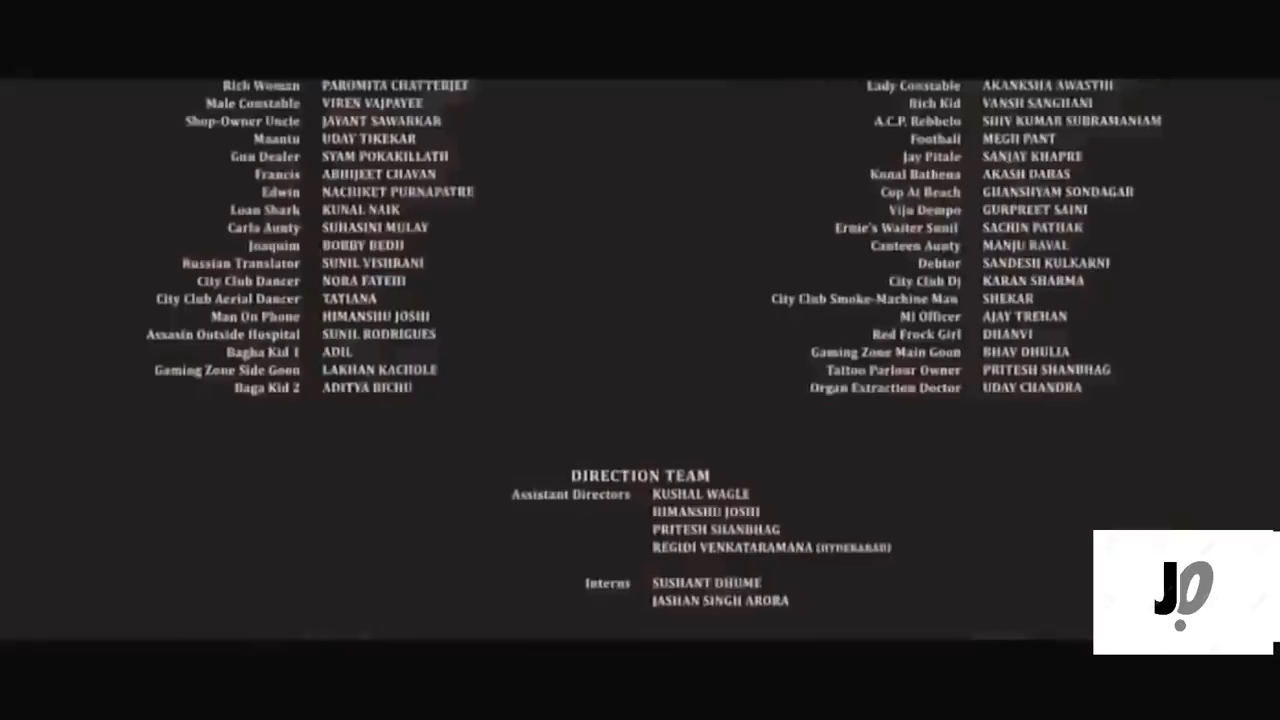 Rich Woman PAROMITA CHATTERJEE
Male Constable VIREN VAJPAYEE
Shop-Owner Uncle JAYANT SAWARKAR
Maantu UDAY TIKEKAR
Gun Dealer SYAM POKAKILLATH
Francis ABHIJEET CHAVAN
Edwin NACHIKET PURNAPATRE
Loan Shark KUNAL NAIK
Carla Aunty SUHASINI MULAY
Joaquim BOBBY BEDI
Russian Translator SUNIL VISHRANI
City Club Dancer NORA FATEHI
City Club Aerial Dancer TATIANA
Man On Phone HIMANSHU JOSHI
Assasin Outside Hospital SUNIL RODRIGUES
Bagha Kid 1 ADIL
Gaming Zone Side Goon LAKHAN KACHOLE
Baga Kid 2 ADITYA BICHU
Lady Constable AKANKSHA AWASTHI
Rich Kid VANSH SANGHANI
A.C.P. Rebbelo SHIV KUMAR SUBRAMANIAM
Football MEGH PANT
Jay Pitale SANJAY KHAPRE
Konal Bathena AKASH DABAS
Cop At Beach GHANSHYAM SONDAGAR
Viju Dempo GURPREET SAINI
Ernie's Waiter Sunil SACHIN PATHAK
Canteen Aunty MANJU RAVAL
Debtor SANDESH KULKARNI
City Club Dj KARAN SHARMA
City Club Smoke-Machine Man SHEKAR
MI Officer AJAY TREHAN
Red Frock Girl DHANVI
Gaming Zone Main Goon BHAV DHULIA
Tattoo Parlour Owner PRITESH SHANBHAG
Organ Extraction Doctor UDAY CHANDRA
DIRECTION TEAM
Assistant Directors KUSHAL WAGLE
HIMANSHU JOSHI
PRITESH SHANBHAG
REGIDI VENKATARAMANA (HYDERABAD)
Interns SUSHANT DHUME
JASHAN SINGH ARORA
JO